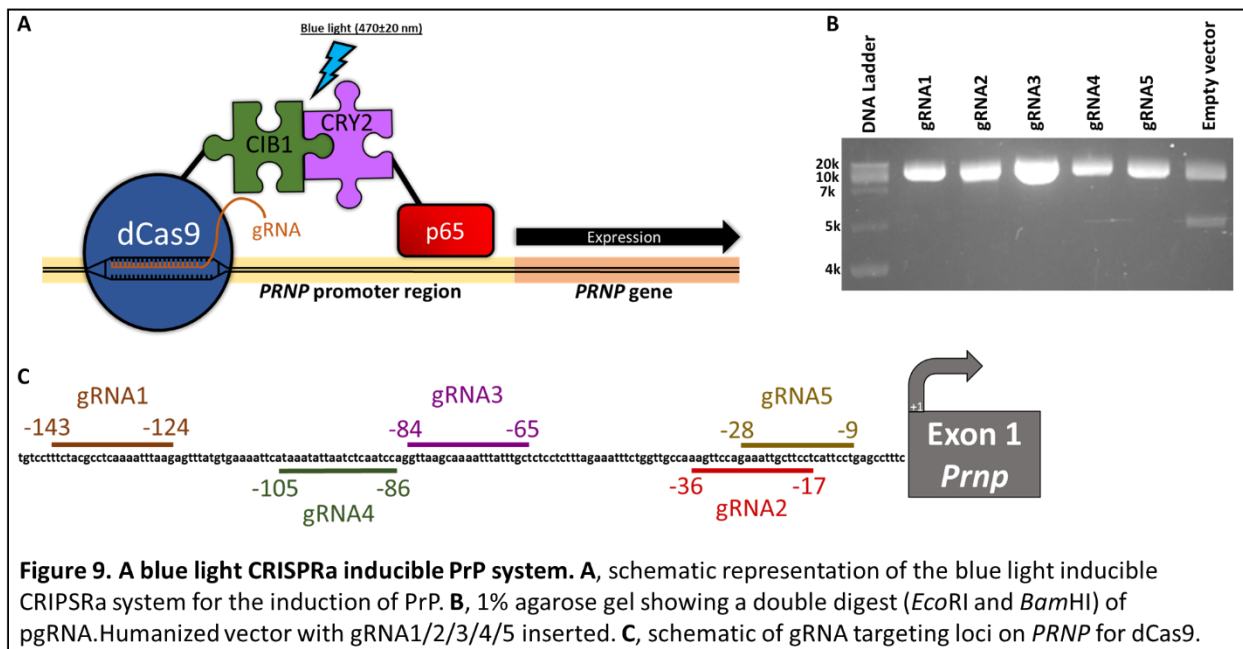 A
Blue light (470±20 nm)
CIB1
CRY2
dCas9
gRNA
p65
Expression
PRNP promoter region
PRNP gene
B
DNA Ladder
gRNA1
gRNA2
gRNA3
gRNA4
gRNA5
Empty vector
20k
10k
7k
5k
4k
C
gRNA1
gRNA3
gRNA5
-143
-124
-84
-65
-28
-9
tgtcctttctacgcctcaaaatttaagagtttatgtgaaaattcataaatattaatctcaatccaggttaagcaaaatttatttgctctcctctttagaaatttctggttgccaaagttccagaaattgcttcctcattcctgagcctttc
-105
-86
-36
-17
gRNA4
gRNA2
+1
Exon 1
Prnp
Figure 9. A blue light CRISPRa inducible PrP system. A, schematic representation of the blue light inducible
CRIPSRa system for the induction of PrP. B, 1% agarose gel showing a double digest (EcoRI and BamHI) of
pgRNA.Humanized vector with gRNA1/2/3/4/5 inserted. C, schematic of gRNA targeting loci on PRNP for dCas9.